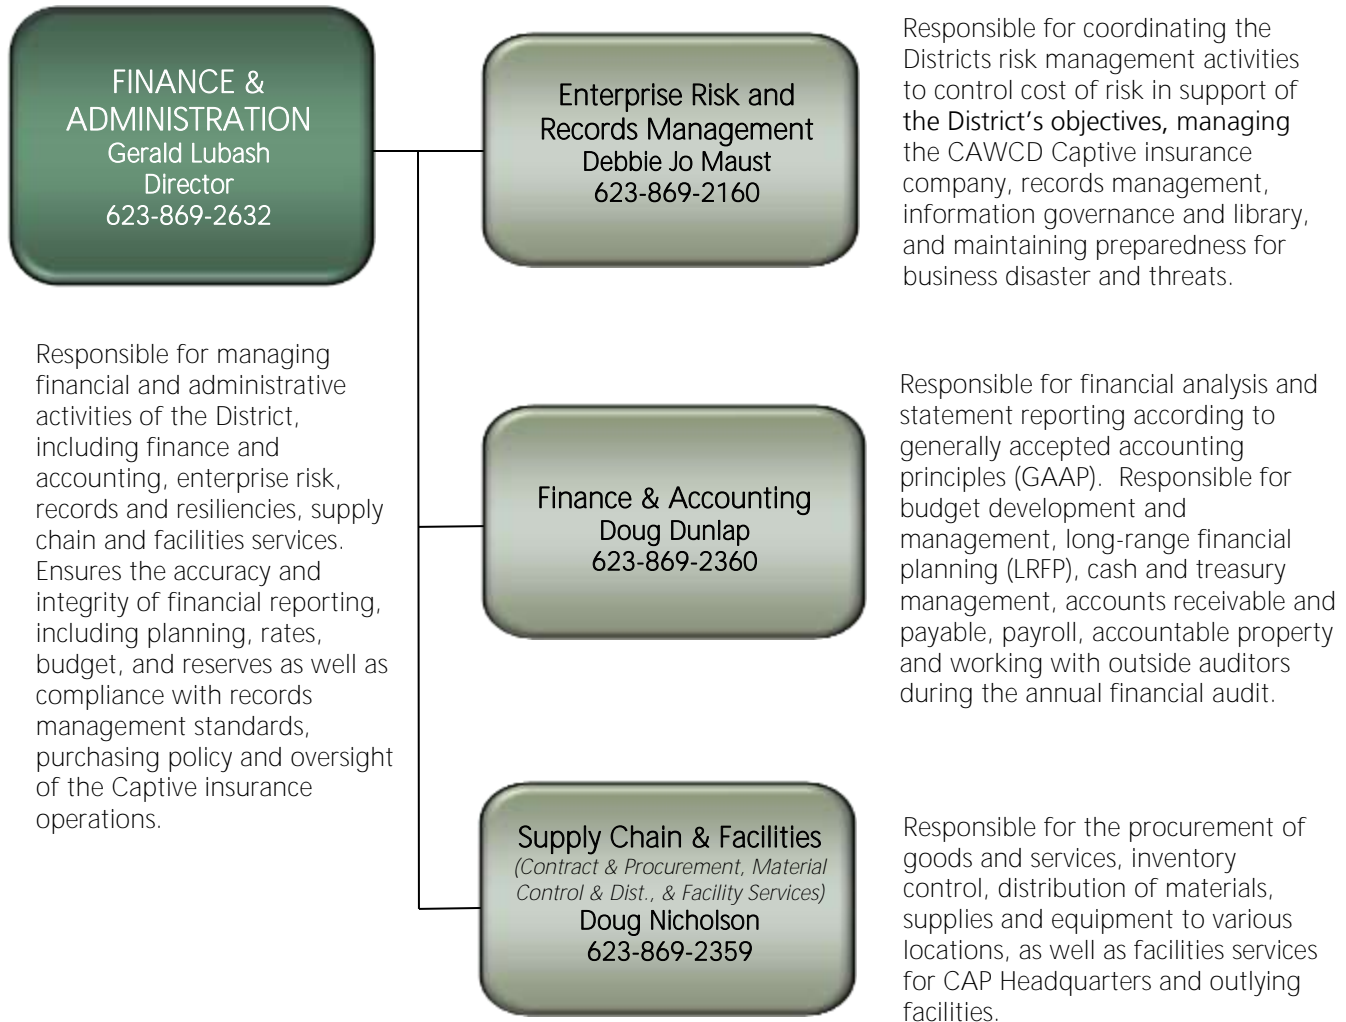 FINANCE &
ADMINISTRATION
Gerald Lubash
Director
623-869-2632
Responsible for managing
financial and administrative
activities of the District,
including finance and
accounting, enterprise risk,
records and resiliencies, supply
chain and facilities services.
Ensures the accuracy and
integrity of financial reporting,
including planning, rates,
budget, and reserves as well as
compliance with records
management standards,
purchasing policy and oversight
of the Captive insurance
operations.
Enterprise Risk and
Records Management
Debbie Jo Maust
623-869-2160
Responsible for coordinating the
Districts risk management activities
to control cost of risk in support of
the District's objectives, managing
the CAWCD Captive insurance
company, records management,
information governance and library,
and maintaining preparedness for
business disaster and threats.
Finance & Accounting
Doug Dunlap
623-869-2360
Responsible for financial analysis and
statement reporting according to
generally accepted accounting
principles (GAAP).  Responsible for
budget development and
management, long-range financial
planning (LRFP), cash and treasury
management, accounts receivable and
payable, payroll, accountable property
and working with outside auditors
during the annual financial audit.
Supply Chain & Facilities
(Contract & Procurement, Material
Control & Dist., & Facility Services)
Doug Nicholson
623-869-2359
Responsible for the procurement of
goods and services, inventory
control, distribution of materials,
supplies and equipment to various
locations, as well as facilities services
for CAP Headquarters and outlying
facilities.